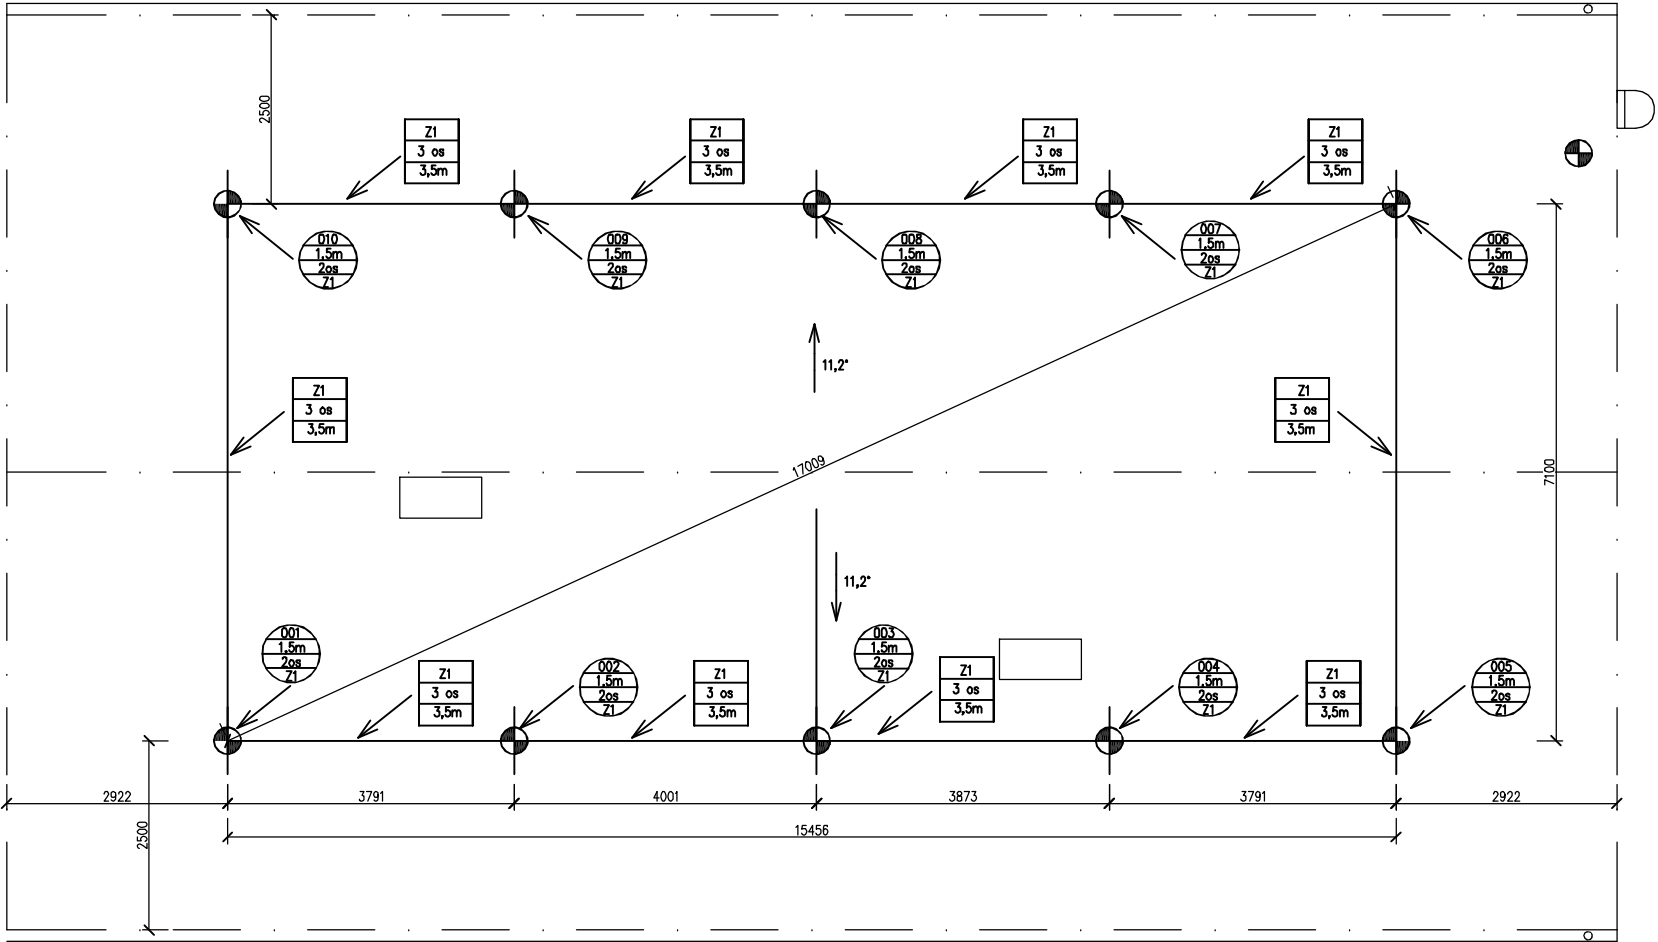 2500
Z1
3 os
3,5m
Z1
3 os
3,5m
Z1
3 os
3,5m
Z1
3 os
3,5m
010
1,5m
2os
Z1
009
1,5m
2os
Z1
008
1,5m
2os
Z1
007
1,5m
2os
Z1
006
1,5m
2os
Z1
11,2°
Z1
3 os
3,5m
Z1
3 os
3,5m
17009
7100
11,2°
001
1,5m
2os
Z1
Z1
3 os
3,5m
002
1,5m
2os
Z1
Z1
3 os
3,5m
003
1,5m
2os
Z1
Z1
3 os
3,5m
004
1,5m
2os
Z1
Z1
3 os
3,5m
005
1,5m
2os
Z1
2922
3791
4001
3873
3791
2922
2500
15456